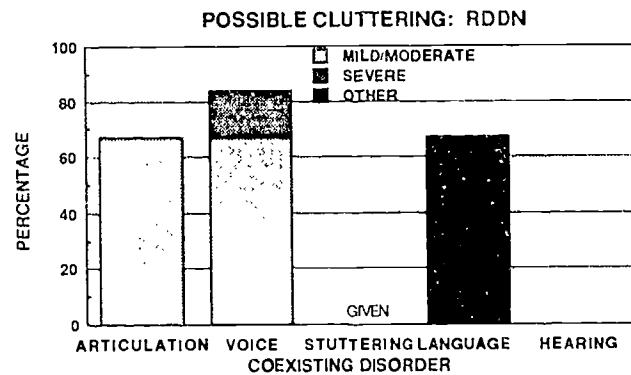 POSSIBLE CLUTTERING: RDDN
MILD/MODERATE
SEVERE
OTHER
PERCENTAGE
100
80
60
40
20
0
GIVEN
ARTICULATION VOICE STUTTERING LANGUAGE HEARING
COEXISTING DISORDER